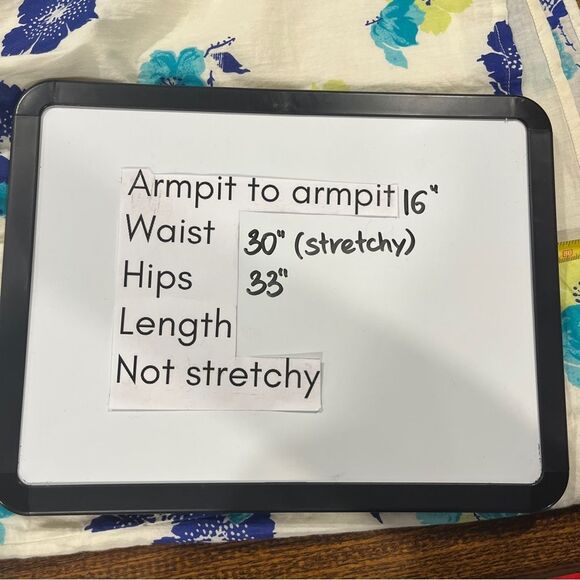 Armpit to armpit 16"
Waist 30" (stretchy)
Hips 33"
Length
Not stretchy